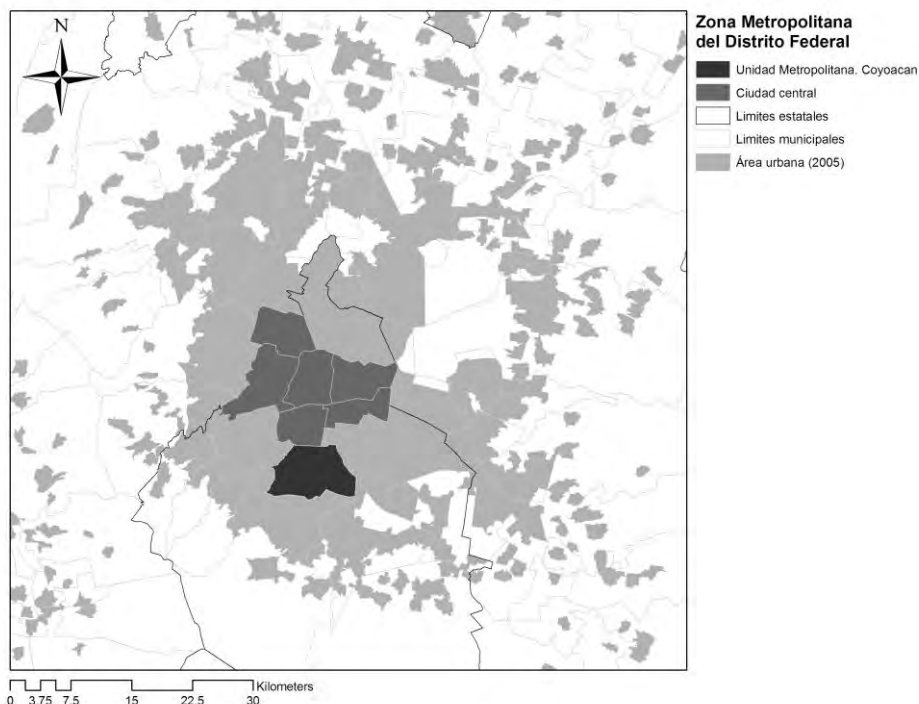 Zona Metropolitana
del Distrito Federal
Unidad Metropolitana. Coyoacan
Ciudad central
Limites estatales
Limites municipales
Área urbana (2005)
N
Kilometers
0 3.75 7.5 15 22.5 30